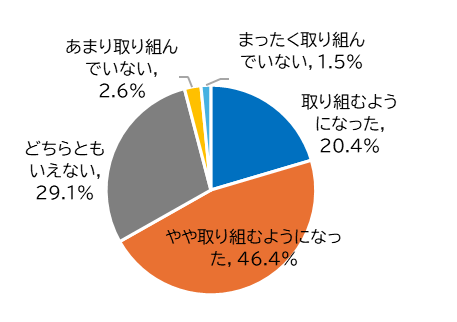 まったく取り組ん
でいない, 1.5%
取り組むよう
になった,
20.4%
やや取り組むようになっ
た, 46.4%
どちらとも
いえない,
29.1%
あまり取り組ん
でいない,
2.6%